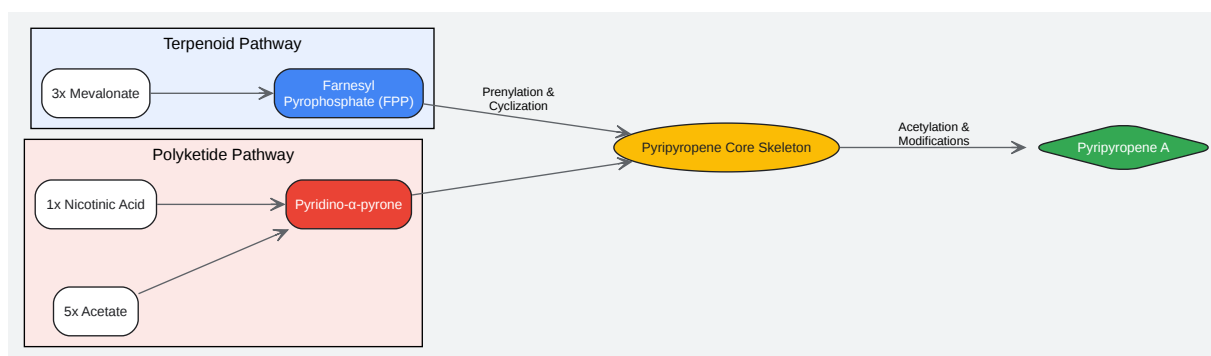 Terpenoid Pathway
3x Mevalonate
Farnesyl
Pyrophosphate (FPP)
Prenylation &
Cyclization
Polyketide Pathway
1x Nicotinic Acid
Pyridino-α-pyrone
5x Acetate
Pyripyropene Core Skeleton
Acetylation &
Modifications
Pyripyropene A